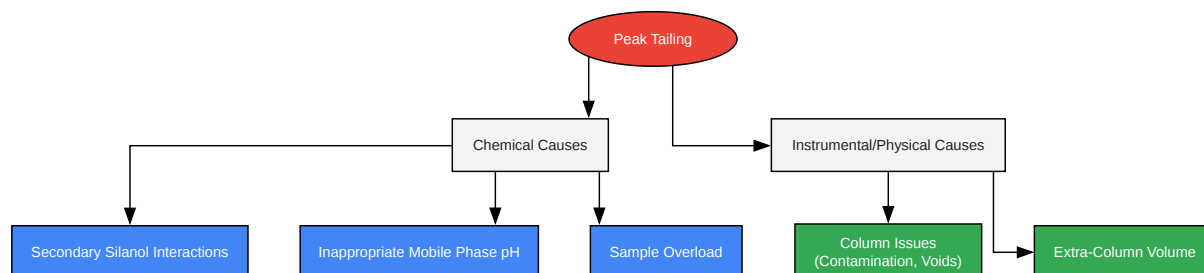 Peak Tailing
Chemical Causes
Instrumental/Physical Causes
Secondary Silanol Interactions
Inappropriate Mobile Phase pH
Sample Overload
Column Issues
(Contamination, Voids)
Extra-Column Volume